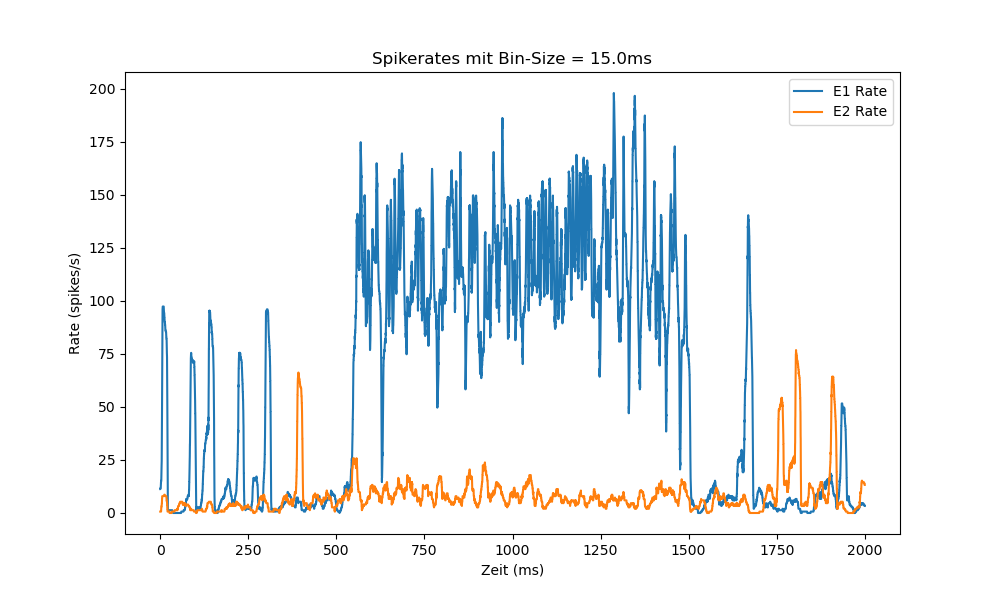 Spikerates mit Bin-Size = 15.0ms
E1 Rate
E2 Rate
Rate (spikes/s)
200
175
150
125
100
75
50
25
0
0 250 500 750 1000 1250 1500 1750 2000
Zeit (ms)